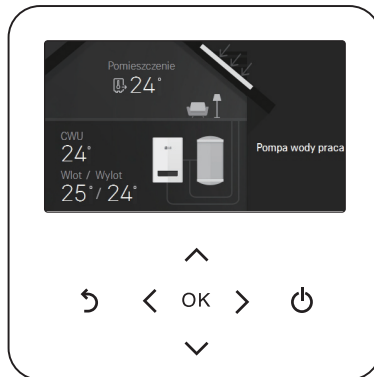 Pomieszczenie
24°
CWU
24°
Wlot / Wylot
25°/ 24°
Pompa wody praca
OK